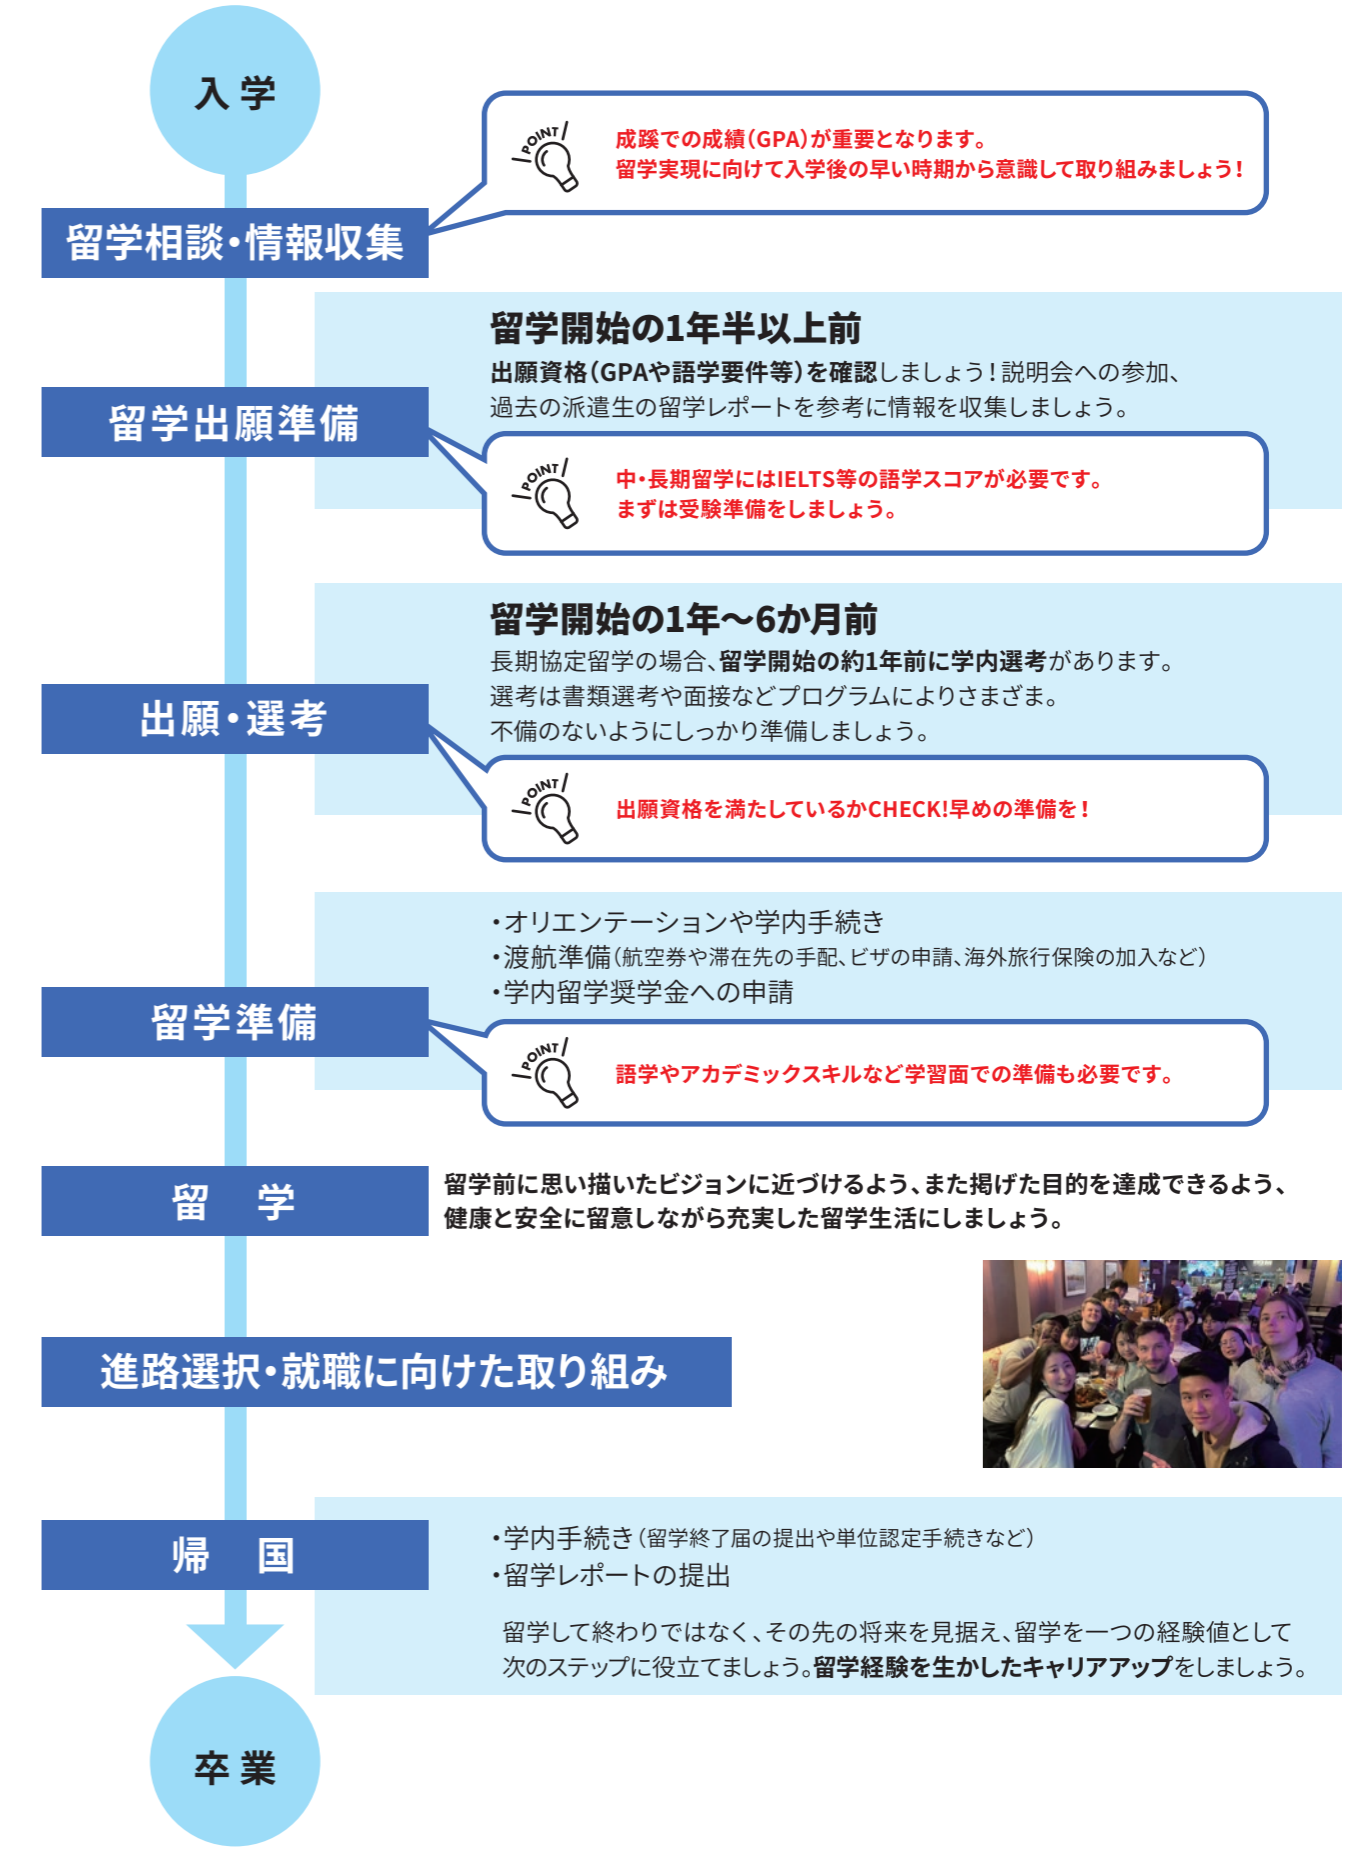 入学
POINT
成蹊での成績(GPA)が重要となります。
留学実現に向けて入学後の早い時期から意識して取り組みましょう!
留学相談・情報収集
留学開始の1年半以上前
出願資格(GPAや語学要件等)を確認しましょう!説明会への参加、
過去の派遣生の留学レポートを参考に情報を収集しましょう。
留学出願準備
POINT
中・長期留学にはIELTS等の語学スコアが必要です。
まずは受験準備をしましょう。
留学開始の1年～6か月前
長期協定留学の場合、留学開始の約1年前に学内選考があります。
選考は書類選考や面接などプログラムによりさまざま。
不備のないようにしっかり準備しましょう。
出願・選考
POINT
出願資格を満たしているかCHECK!早めの準備を!
・オリエンテーションや学内手続き
・渡航準備(航空券や滞在先の手配、ビザの申請、海外旅行保険の加入など)
・学内留学奨学金への申請
留学準備
POINT
語学やアカデミックスキルなど学習面での準備も必要です。
留 学
留学前に思い描いたビジョンに近づけるよう、また掲げた目的を達成できるよう、
健康と安全に留意しながら充実した留学生活にしましょう。
進路選択・就職に向けた取り組み
帰 国
・学内手続き(留学終了届の提出や単位認定手続きなど)
・留学レポートの提出
留学して終わりではなく、その先の将来を見据え、留学を一つの経験値として
次のステップに役立てましょう。留学経験を生かしたキャリアアップをしましょう。
卒業